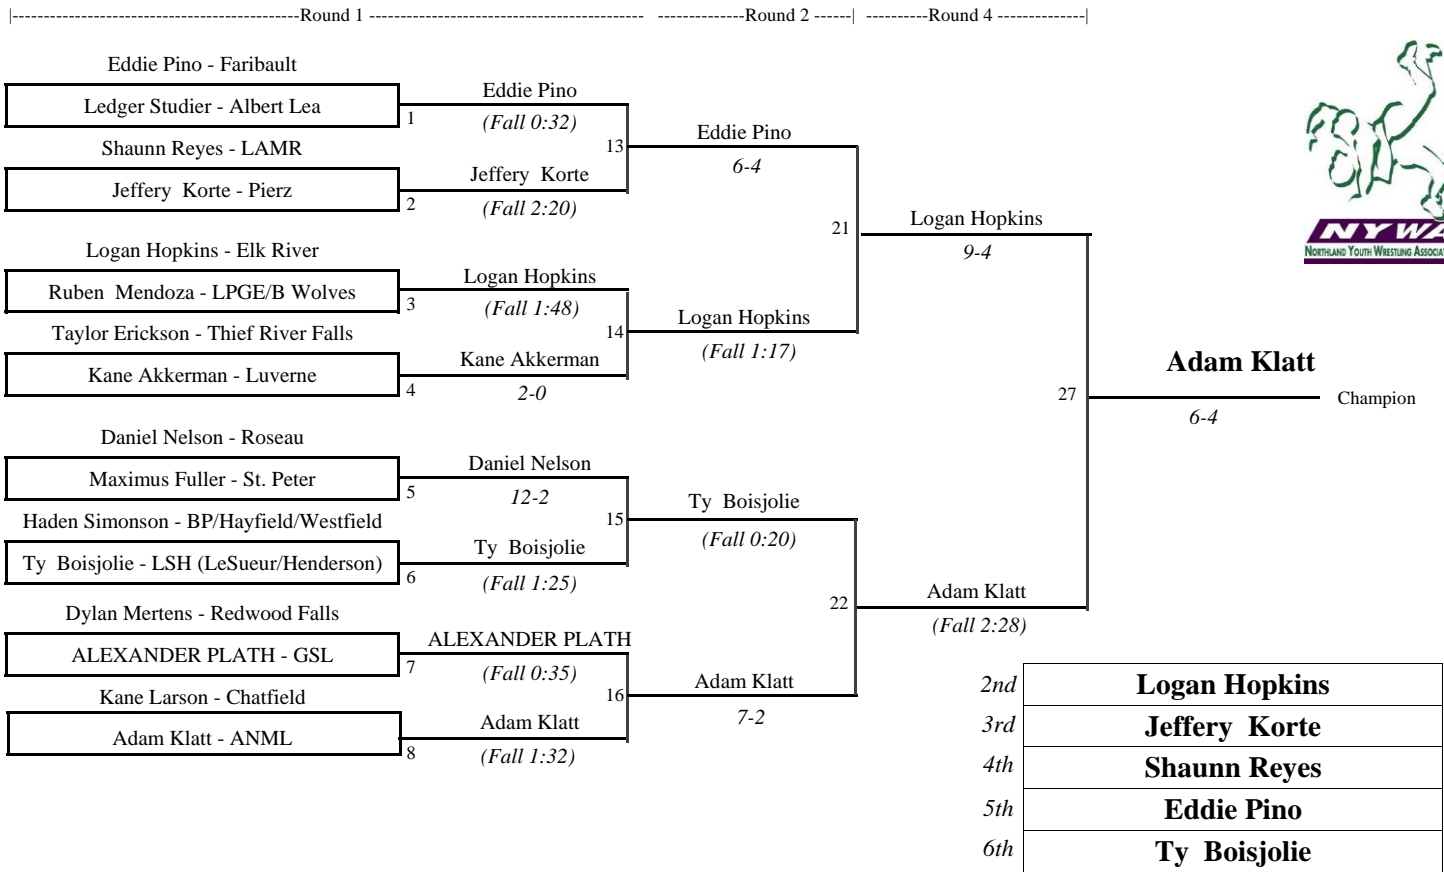 |----------------------------------------------Round 1 --------------------------------------------
--------------Round 2 ------|
----------Round 4 --------------|
Eddie Pino - Faribault
Ledger Studier - Albert Lea
1
Shaunn Reyes - LAMR
Jeffery  Korte - Pierz
2
Logan Hopkins - Elk River
Ruben  Mendoza - LPGE/B Wolves
3
Taylor Erickson - Thief River Falls
Kane Akkerman - Luverne
4
Daniel Nelson - Roseau
Maximus Fuller - St. Peter
5
Haden Simonson - BP/Hayfield/Westfield
Ty  Boisjolie - LSH (LeSueur/Henderson)
6
Dylan Mertens - Redwood Falls
ALEXANDER PLATH - GSL
7
Kane Larson - Chatfield
Adam Klatt - ANML
8
Eddie Pino
(Fall 0:32)
13
Jeffery  Korte
(Fall 2:20)
Logan Hopkins
(Fall 1:48)
14
Kane Akkerman
2-0
Daniel Nelson
12-2
15
Ty  Boisjolie
(Fall 1:25)
ALEXANDER PLATH
(Fall 0:35)
16
Adam Klatt
(Fall 1:32)
Eddie Pino
6-4
21
Logan Hopkins
(Fall 1:17)
Ty  Boisjolie
(Fall 0:20)
22
Adam Klatt
7-2
Logan Hopkins
9-4
27
Adam Klatt
(Fall 2:28)
Adam Klatt
6-4
Champion
NYWA
NORTHLAND YOUTH WRESTLING ASSOCIAT
2nd Logan Hopkins
3rd Jeffery  Korte
4th Shaunn Reyes
5th Eddie Pino
6th Ty  Boisjolie